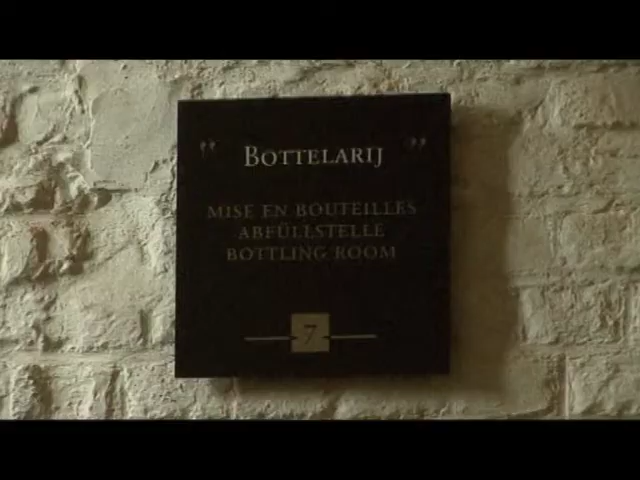 " BOTTELARIJ "
MISE EN BOUTEILLES
ABFÜLLSTELLE
BOTTLING ROOM
7